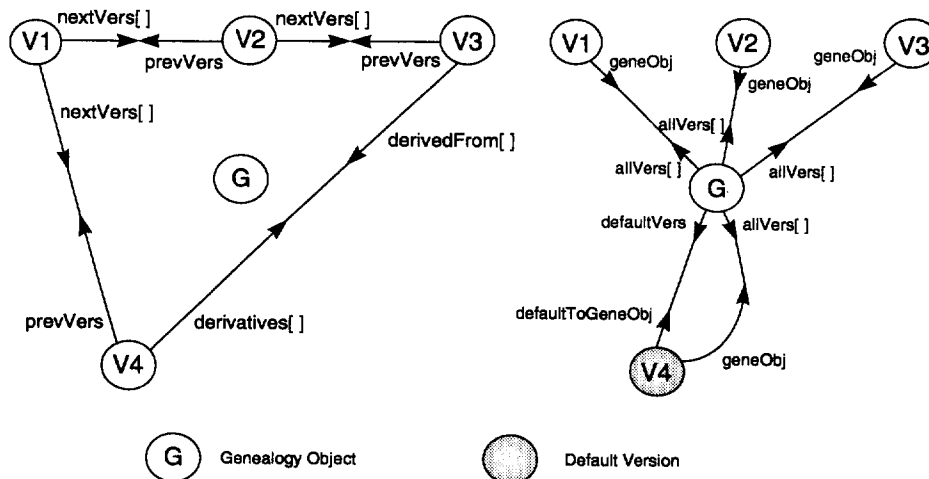 nextVers[ ]
nextVers[ ]
V1
V2
V3
prevVers
prevVers
nextVers[ ]
derivedFrom[ ]
G
prevVers
derivatives[ ]
V4
V1
V2
V3
geneObj
geneObj
geneObj
allVers[ ]
allVers[ ]
allVers[ ]
G
defaultVers
allVers[ ]
defaultToGeneObj
geneObj
V4
G
Genealogy Object
Default Version